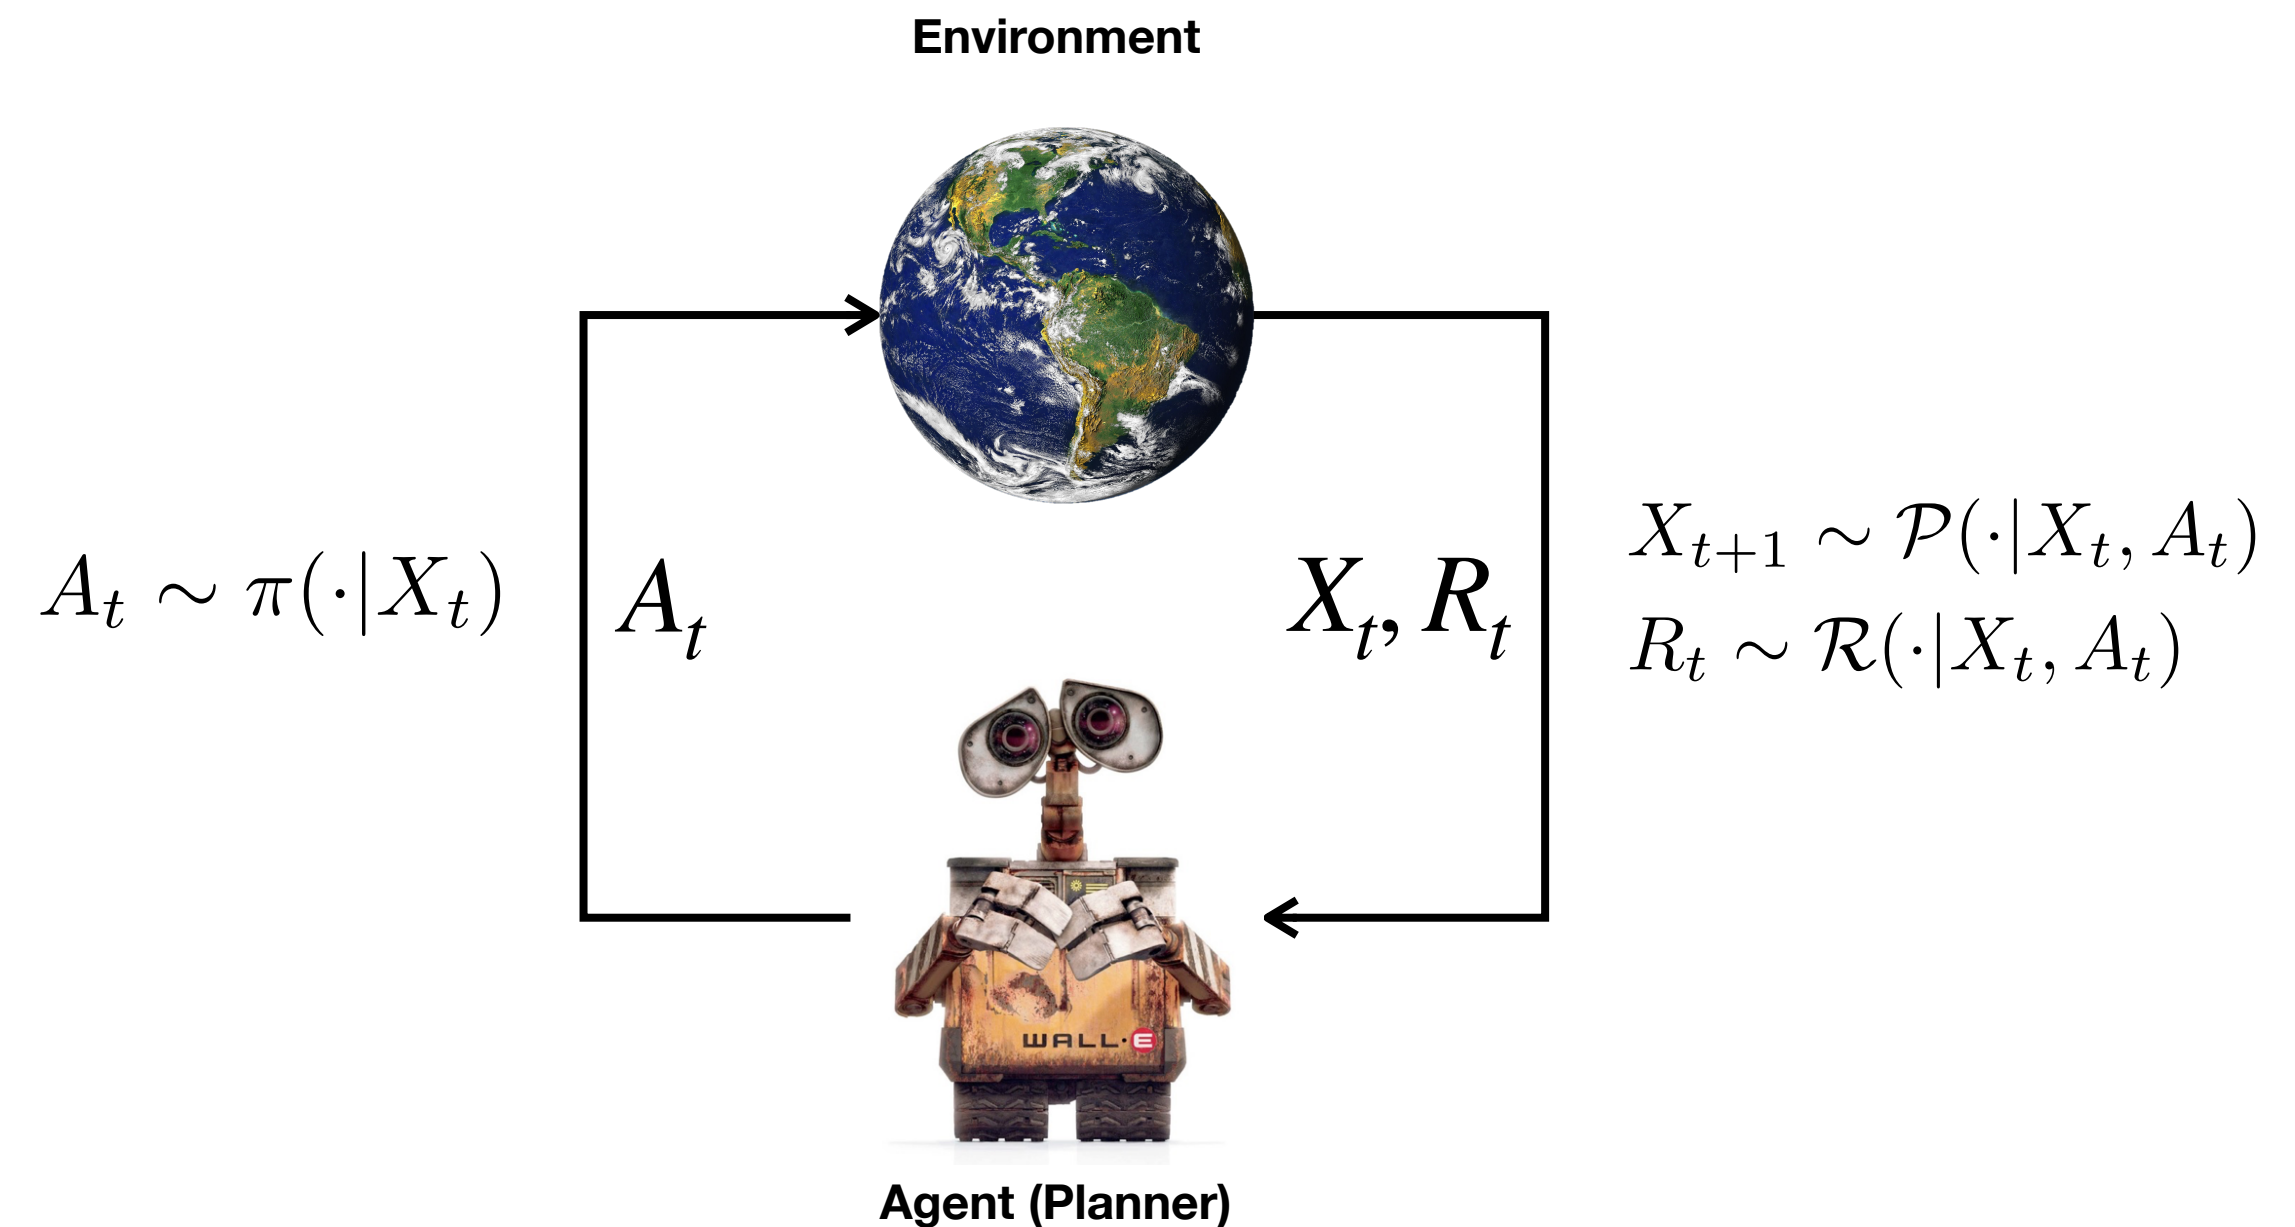 Environment
A_t ∼ π(·|X_t)
A_t
X_t, R_t
X_{t+1} ∼ 𝒫(·|X_t, A_t)
R_t ∼ ℛ(·|X_t, A_t)
WALL·E
Agent (Planner)